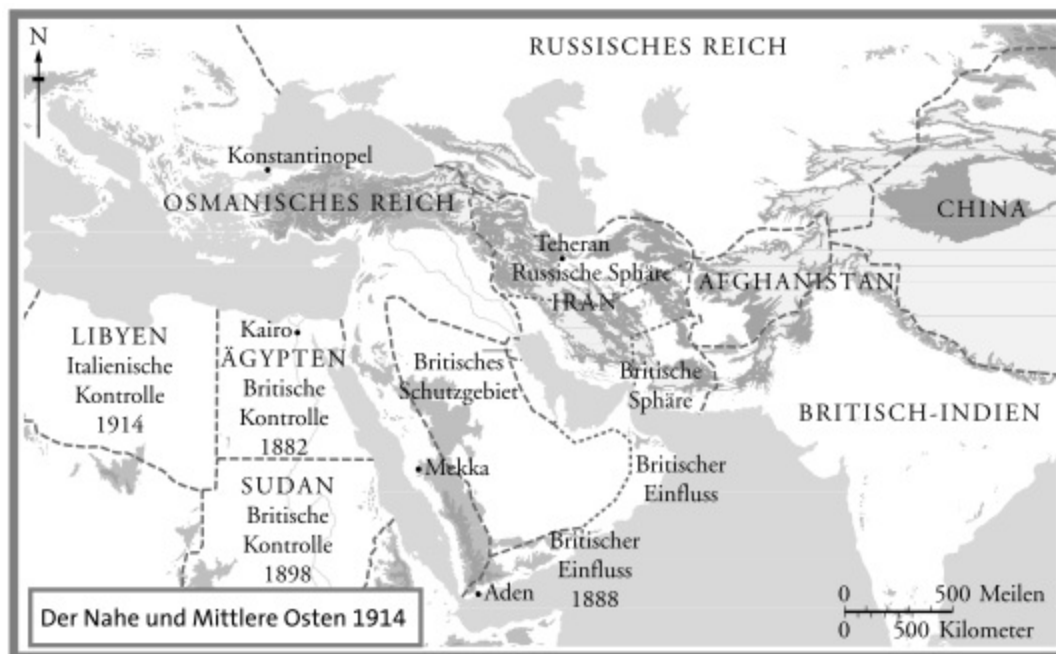 N
RUSSISCHES REICH
Konstantinopel
OSMANISCHES REICH
CHINA
Teheran
Russische Sphäre
IRAN
AFGHANISTAN
LIBYEN
Italienische
Kontrolle
1914
Kairo
ÄGYPTEN
Britische
Kontrolle
1882
Britisches
Schutzgebiet
Britische
Sphäre
BRITISCH-INDIEN
Mekka
Britischer
Einfluss
SUDAN
Britische
Kontrolle
1898
Britischer
Einfluss
1888
Aden
0 500 Meilen
0 500 Kilometer
Der Nahe und Mittlere Osten 1914